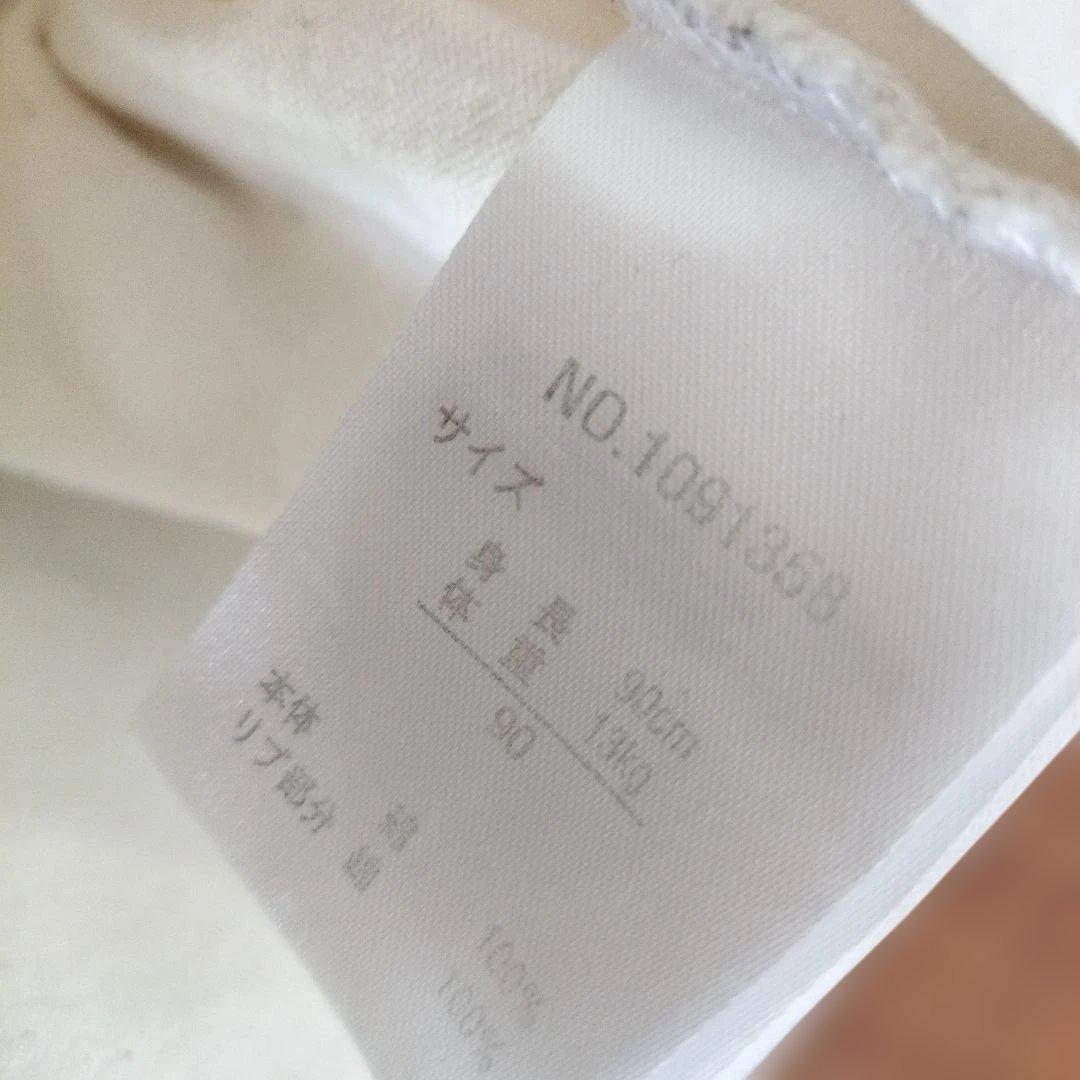 NO.1091368
サイズ
身長 90cm
体重 13kg
90
本体 綿 100%
リブ部分 綿 100%